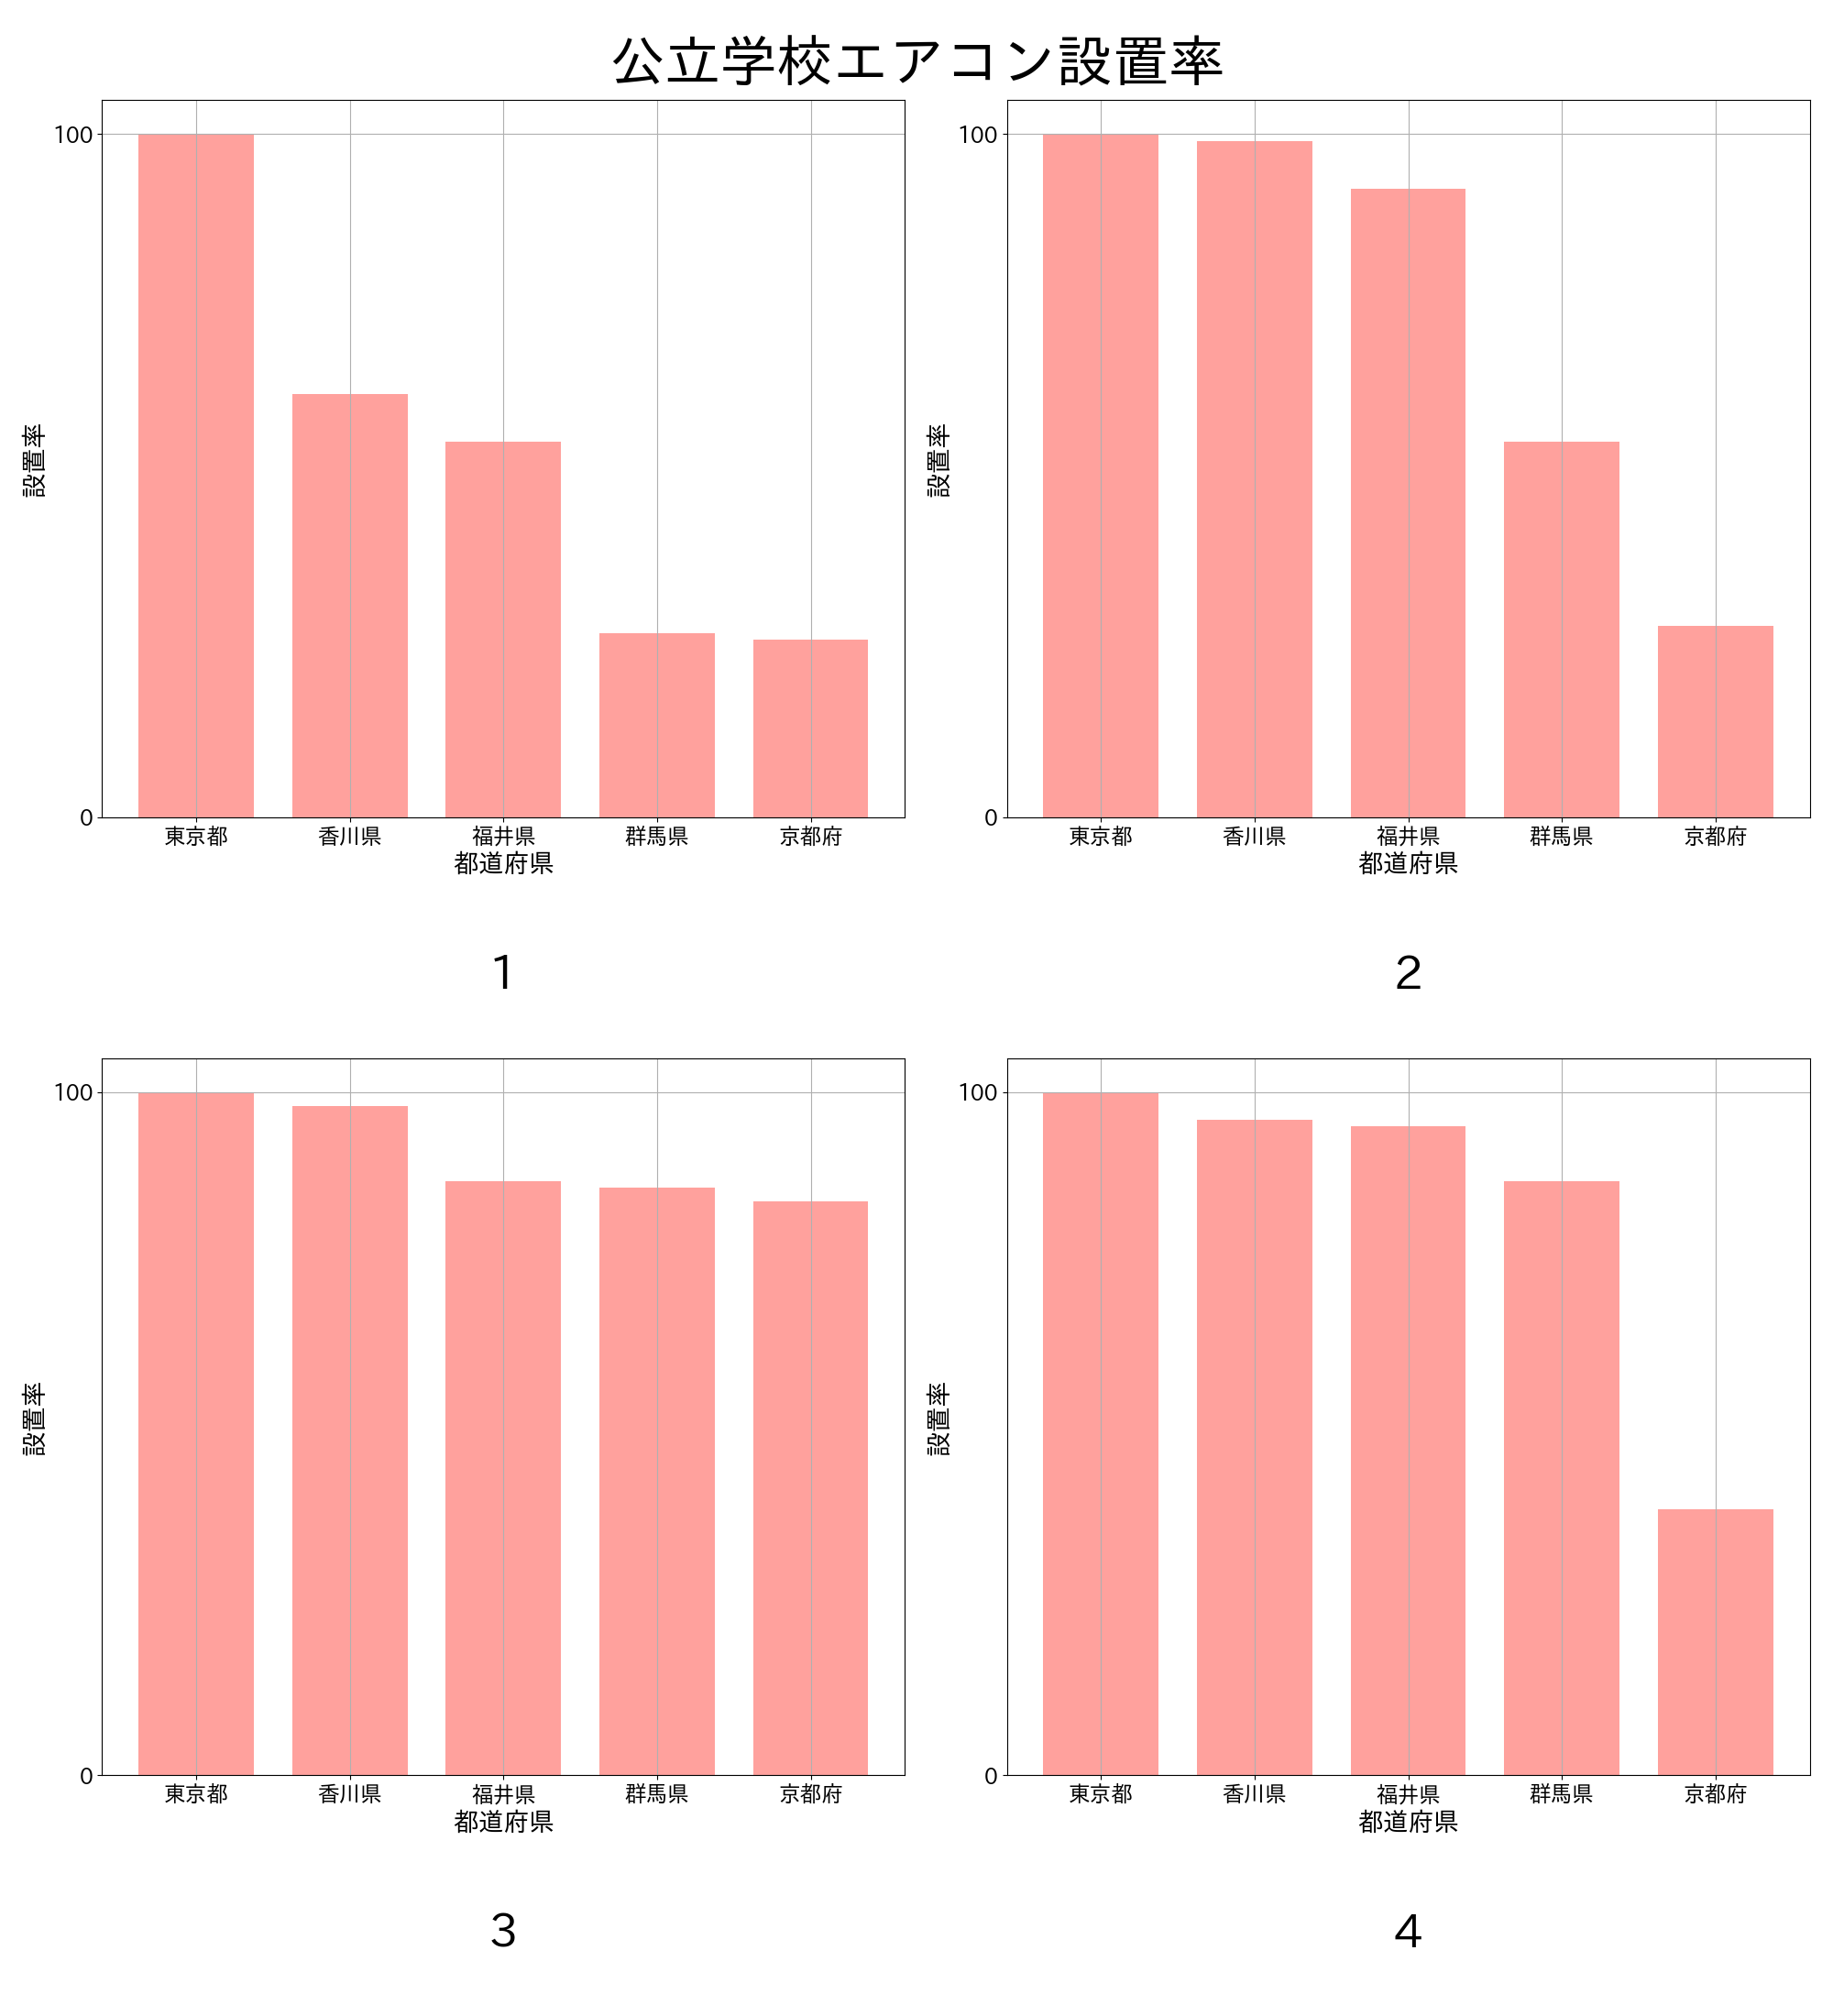 公立学校エアコン設置率
100
0
設置率
東京都 香川県 福井県 群馬県 京都府
都道府県
1
100
0
設置率
東京都 香川県 福井県 群馬県 京都府
都道府県
2
100
0
設置率
東京都 香川県 福井県 群馬県 京都府
都道府県
3
100
0
設置率
東京都 香川県 福井県 群馬県 京都府
都道府県
4